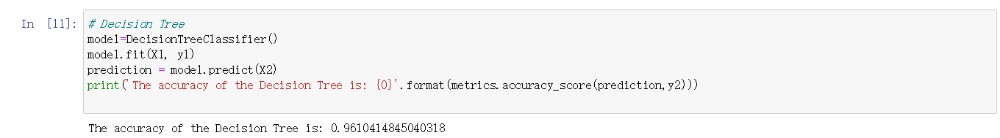 In [11]: # Decision Tree
model=DecisionTreeClassifier()
model.fit(X1, y1)
prediction = model.predict(X2)
print('The accuracy of the Decision Tree is: {0}'.format(metrics.accuracy_score(prediction,y2)))
The accuracy of the Decision Tree is: 0.9610414845040318